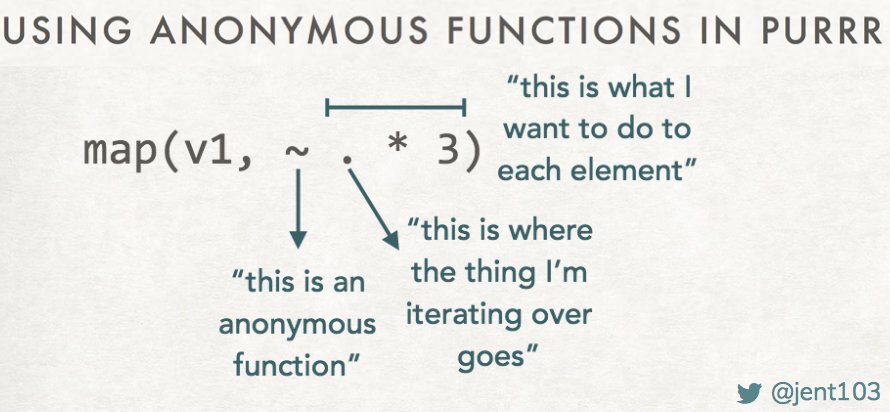 USING ANONYMOUS FUNCTIONS IN PURRR
“this is what I
want to do to
each element”
map(v1, ~ . * 3)
“this is where
the thing I’m
iterating over
goes”
“this is an
anonymous
function”
@jent103